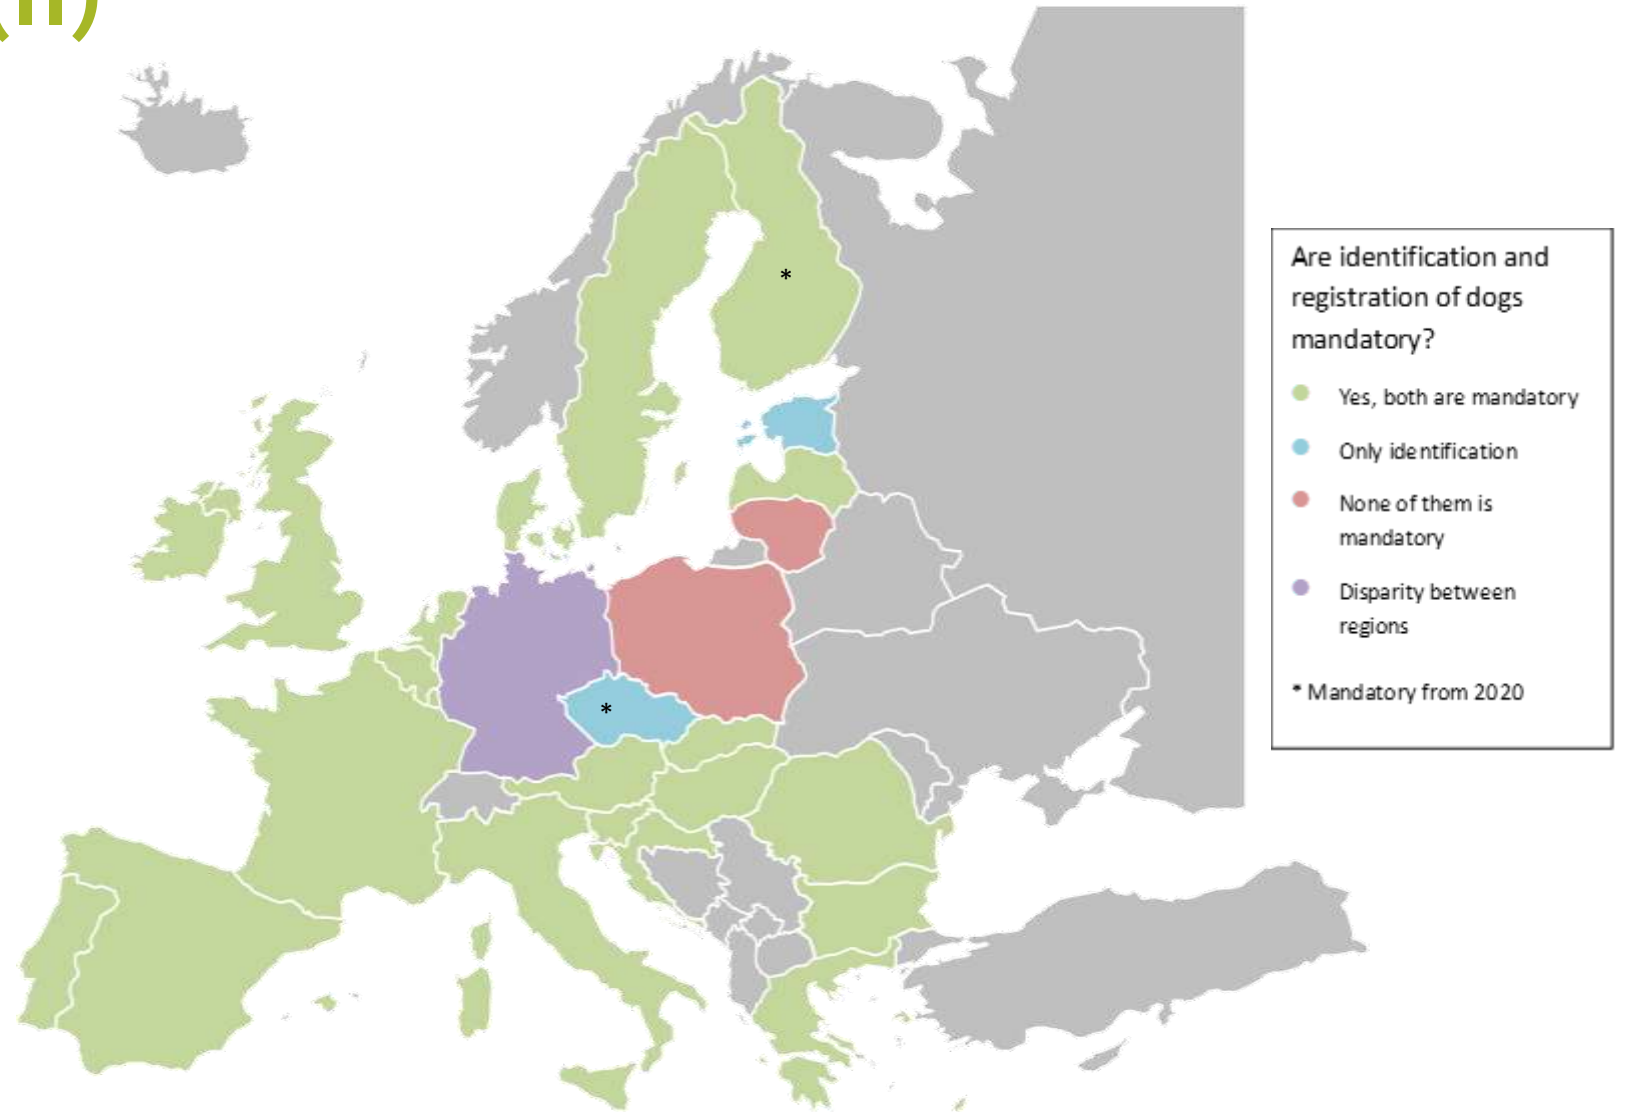 (II)
Are identification and
registration of dogs
mandatory?
Yes, both are mandatory
Only identification
None of them is
mandatory
Disparity between
regions
* Mandatory from 2020
*
*